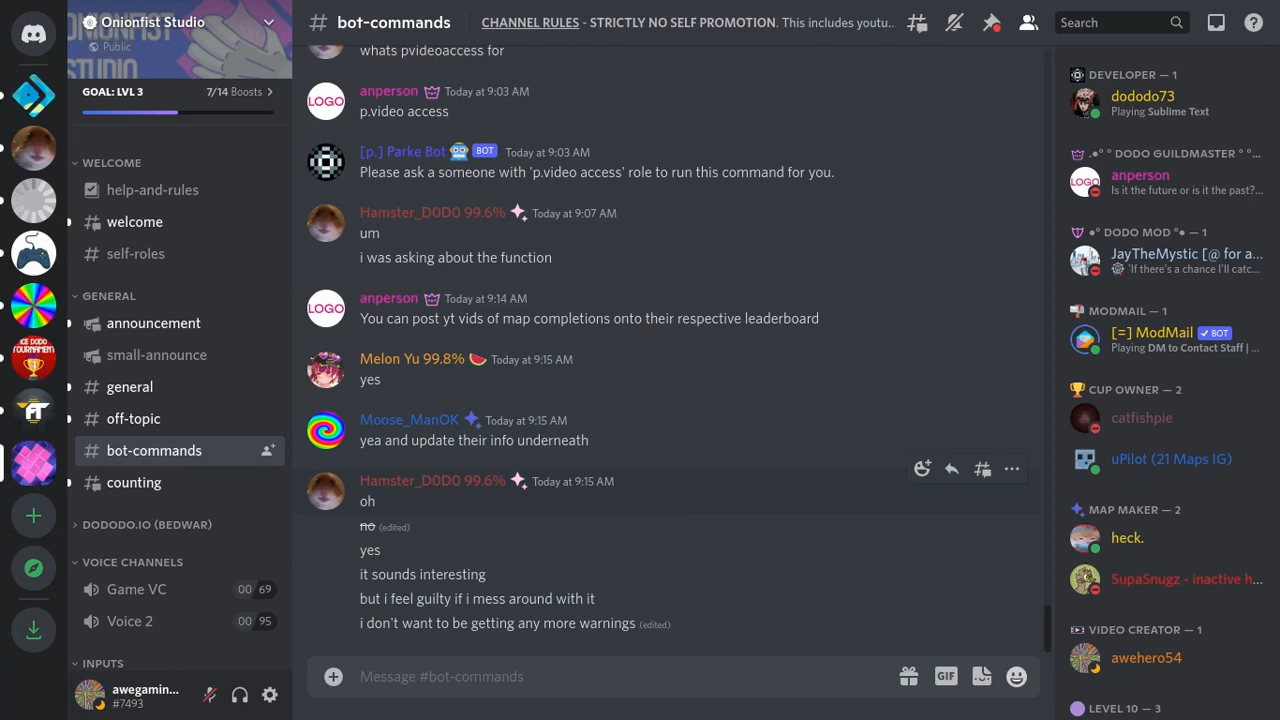 Onionfist Studio
Public
GOAL: LVL 3
7/14 Boosts
WELCOME
help-and-rules
welcome
self-roles
GENERAL
announcement
small-announce
general
off-topic
bot-commands
counting
DODODO.IO (BEDWAR)
VOICE CHANNELS
Game VC
00 69
Voice 2
00 95
INPUTS
awegamin...
#7493
bot-commands
CHANNEL RULES - STRICTLY NO SELF PROMOTION. This includes youtu...
Search
whats pvideoaccess for
LOGO
anperson Today at 9:03 AM
p.video access
[p.] Parke Bot BOT Today at 9:03 AM
Please ask a someone with 'p.video access' role to run this command for you.
Hamster_D0D0 99.6% Today at 9:07 AM
um
i was asking about the function
LOGO
anperson Today at 9:14 AM
You can post yt vids of map completions onto their respective leaderboard
Melon Yu 99.8% Today at 9:15 AM
yes
Moose_ManOK Today at 9:15 AM
yea and update their info underneath
Hamster_D0D0 99.6% Today at 9:15 AM
oh
no (edited)
yes
it sounds interesting
but i feel guilty if i mess around with it
i don't want to be getting any more warnings (edited)
Message #bot-commands
GIF
DEVELOPER — 1
dododo73
Playing Sublime Text
.●° ° DODO GUILDMASTER ° °...
LOGO
anperson
Is it the future or is it the past?...
●° DODO MOD °● — 1
JayTheMystic [@ for a...
'If there's a chance I'll catc...
MODMAIL — 1
[=] ModMail BOT
Playing DM to Contact Staff | ...
CUP OWNER — 2
catfishpie
uPilot (21 Maps IG)
MAP MAKER — 2
heck.
SupaSnugz - inactive h...
VIDEO CREATOR — 1
awehero54
LEVEL 10 — 3